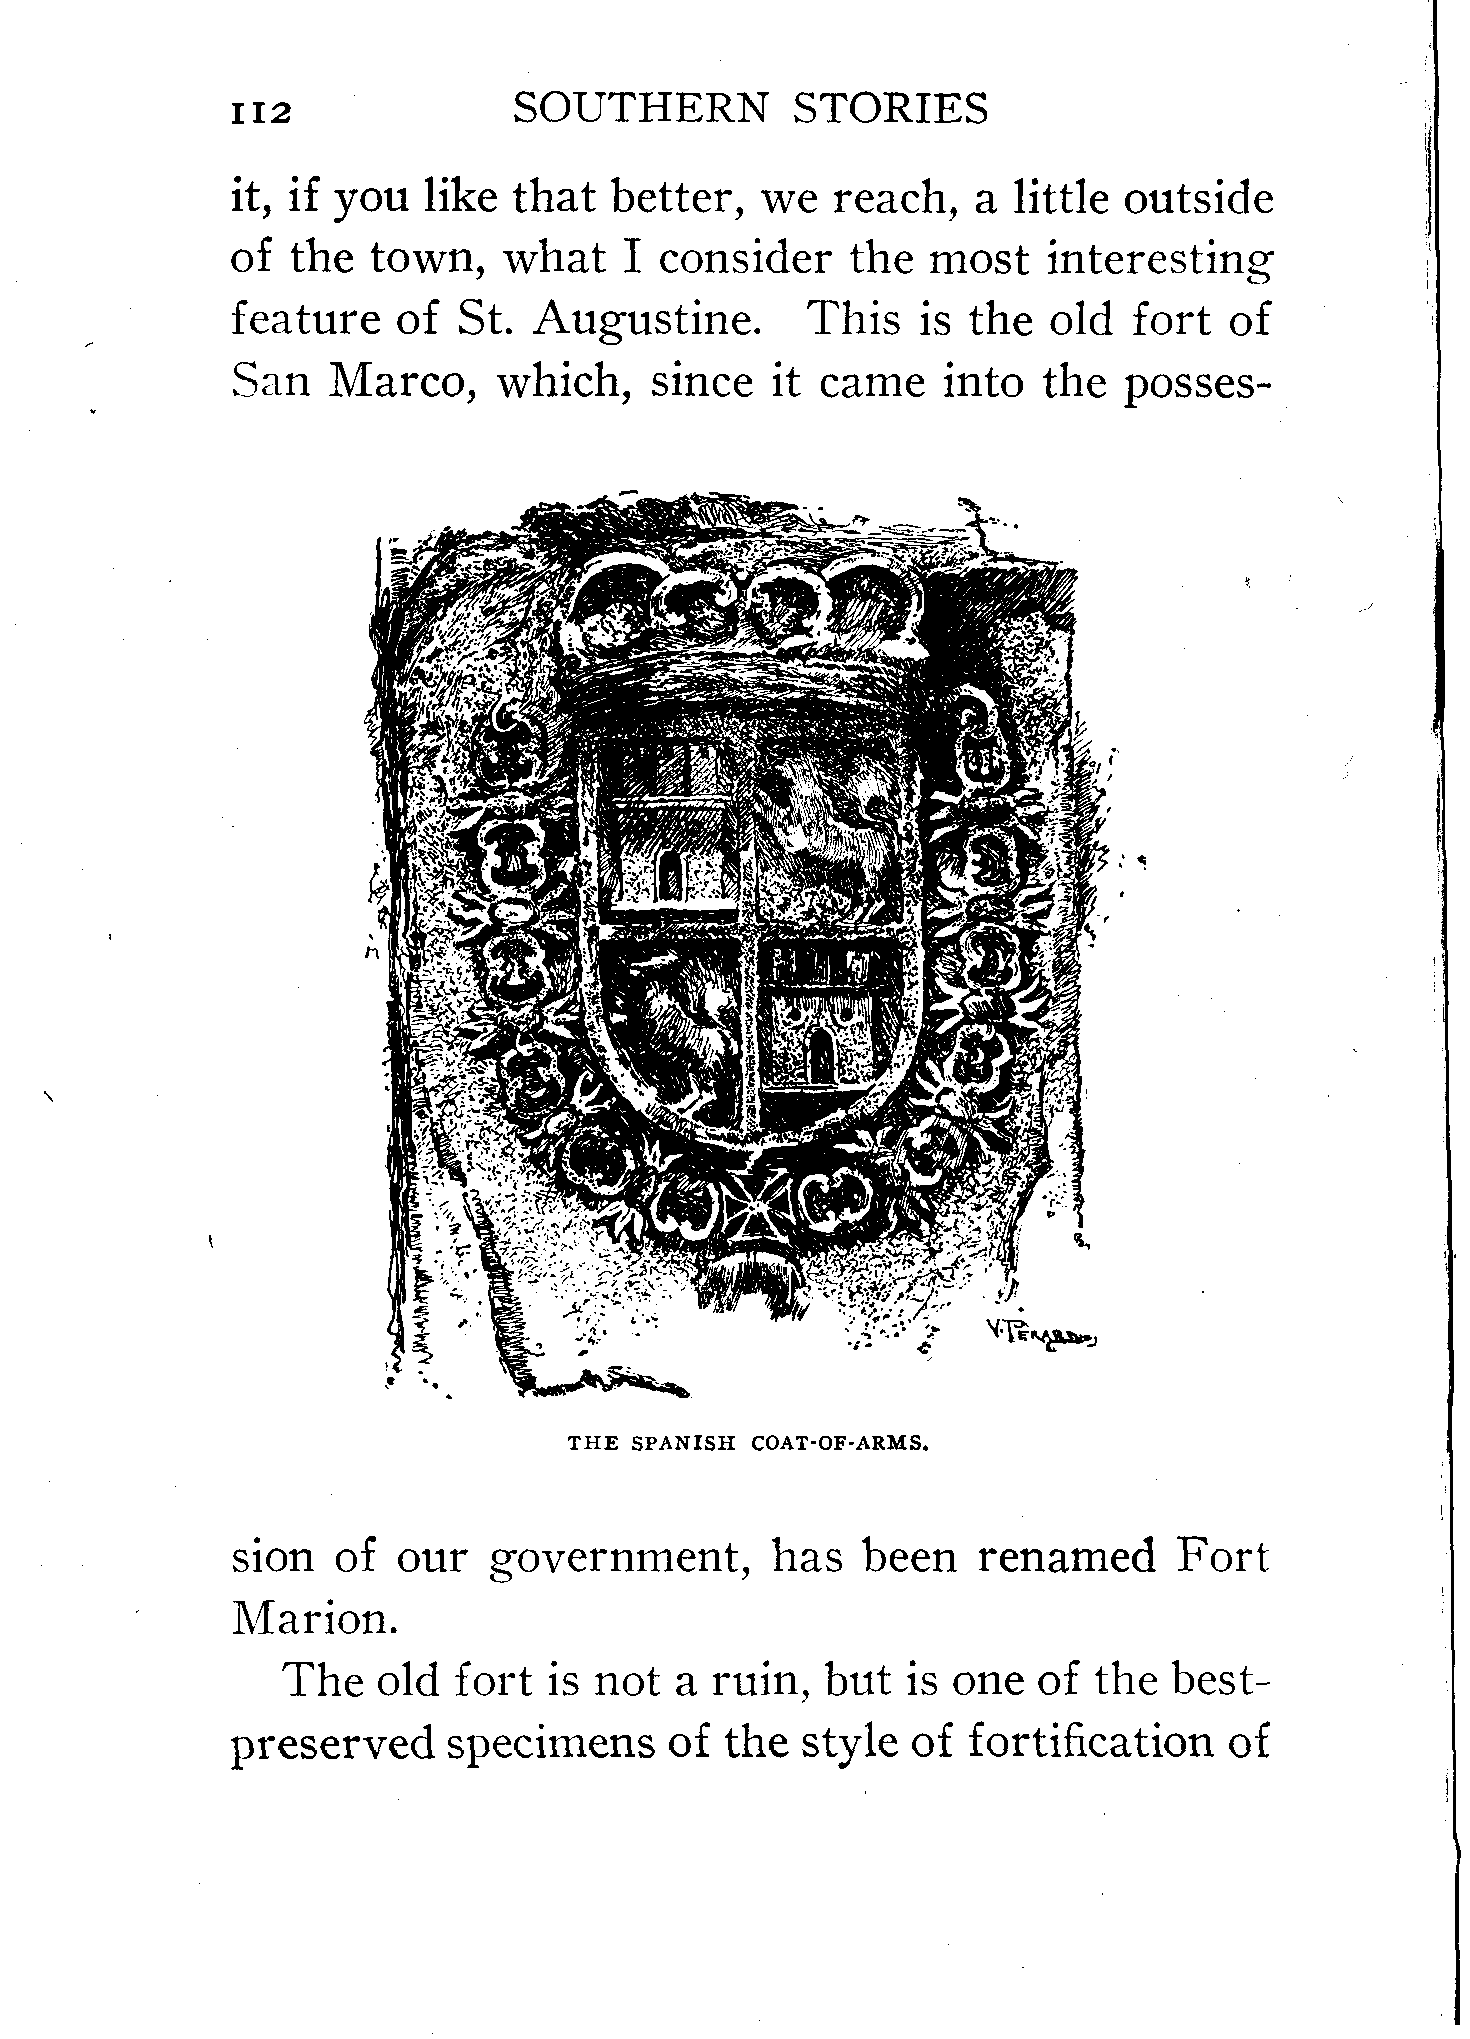 112 SOUTHERN STORIES
it, if you like that better, we reach, a little outside
of the town, what I consider the most interesting
feature of St. Augustine. This is the old fort of
San Marco, which, since it came into the posses-
V. PÉRARD
THE SPANISH COAT-OF-ARMS.
sion of our government, has been renamed Fort
Marion.
The old fort is not a ruin, but is one of the best-
preserved specimens of the style of fortification of